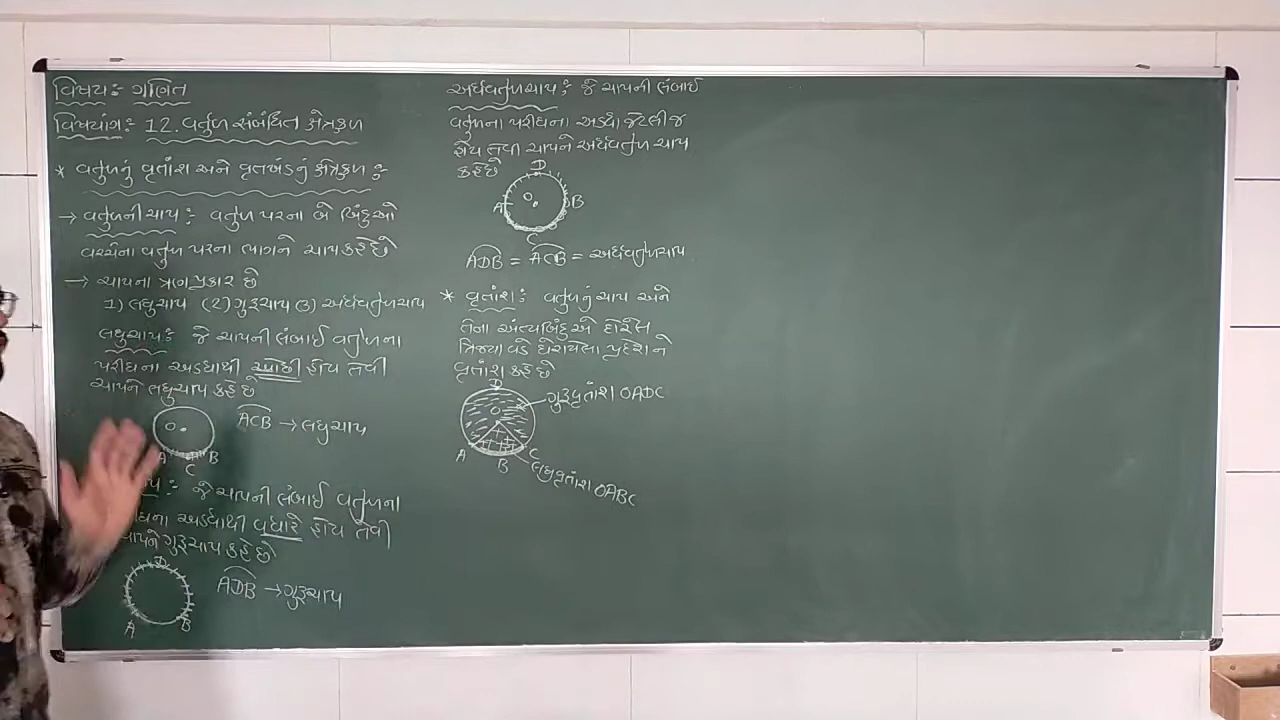 વિષય:- ગણિત
વિષયાંગ:- 12. વર્તુળ સંબંધિત ક્ષેત્રફળ
* વર્તુળનું વૃતાંશ અને વૃતખંડનું ક્ષેત્રફળ :-
→ વર્તુળની ચાપ :- વર્તુળ પરના બે બિંદુઓ
વચ્ચેના વર્તુળ પરના ભાગને ચાપ કહે છે
→ ચાપના ત્રણ પ્રકાર છે
1) લઘુચાપ (2) ગુરુચાપ (3) અર્ધવર્તુળચાપ
લઘુચાપ :- જે ચાપની લંબાઈ વર્તુળના
પરીઘના અડધાથી ઓછી હોય તેવી
ચાપને લઘુચાપ કહે છે
O
A C B
ACB → લઘુચાપ
ચાપ :- જે ચાપની લંબાઈ વર્તુળના
અડધાથી વધારે હોય તેવી
ચાપને ગુરુચાપ કહે છે
D
A B
ADB → ગુરુચાપ
અર્ધવર્તુળચાપ :- જે ચાપની લંબાઈ
વર્તુળના પરીઘના અડધા જેટલી જ
હોય તેવી ચાપને અર્ધવર્તુળ ચાપ
કહે છે
D
A O B
C
ADB = ACB = અર્ધવર્તુળચાપ
* વૃતાંશ :- વર્તુળનું ચાપ અને
તેના અંત્યબિંદુઓ દોરેલ
ત્રિજ્યા વડે ઘેરાયેલા પ્રદેશને
વૃતાંશ કહે છે
D
ગુરુવૃતાંશ OADC
O
A B C
લઘુવૃતાંશ OABC